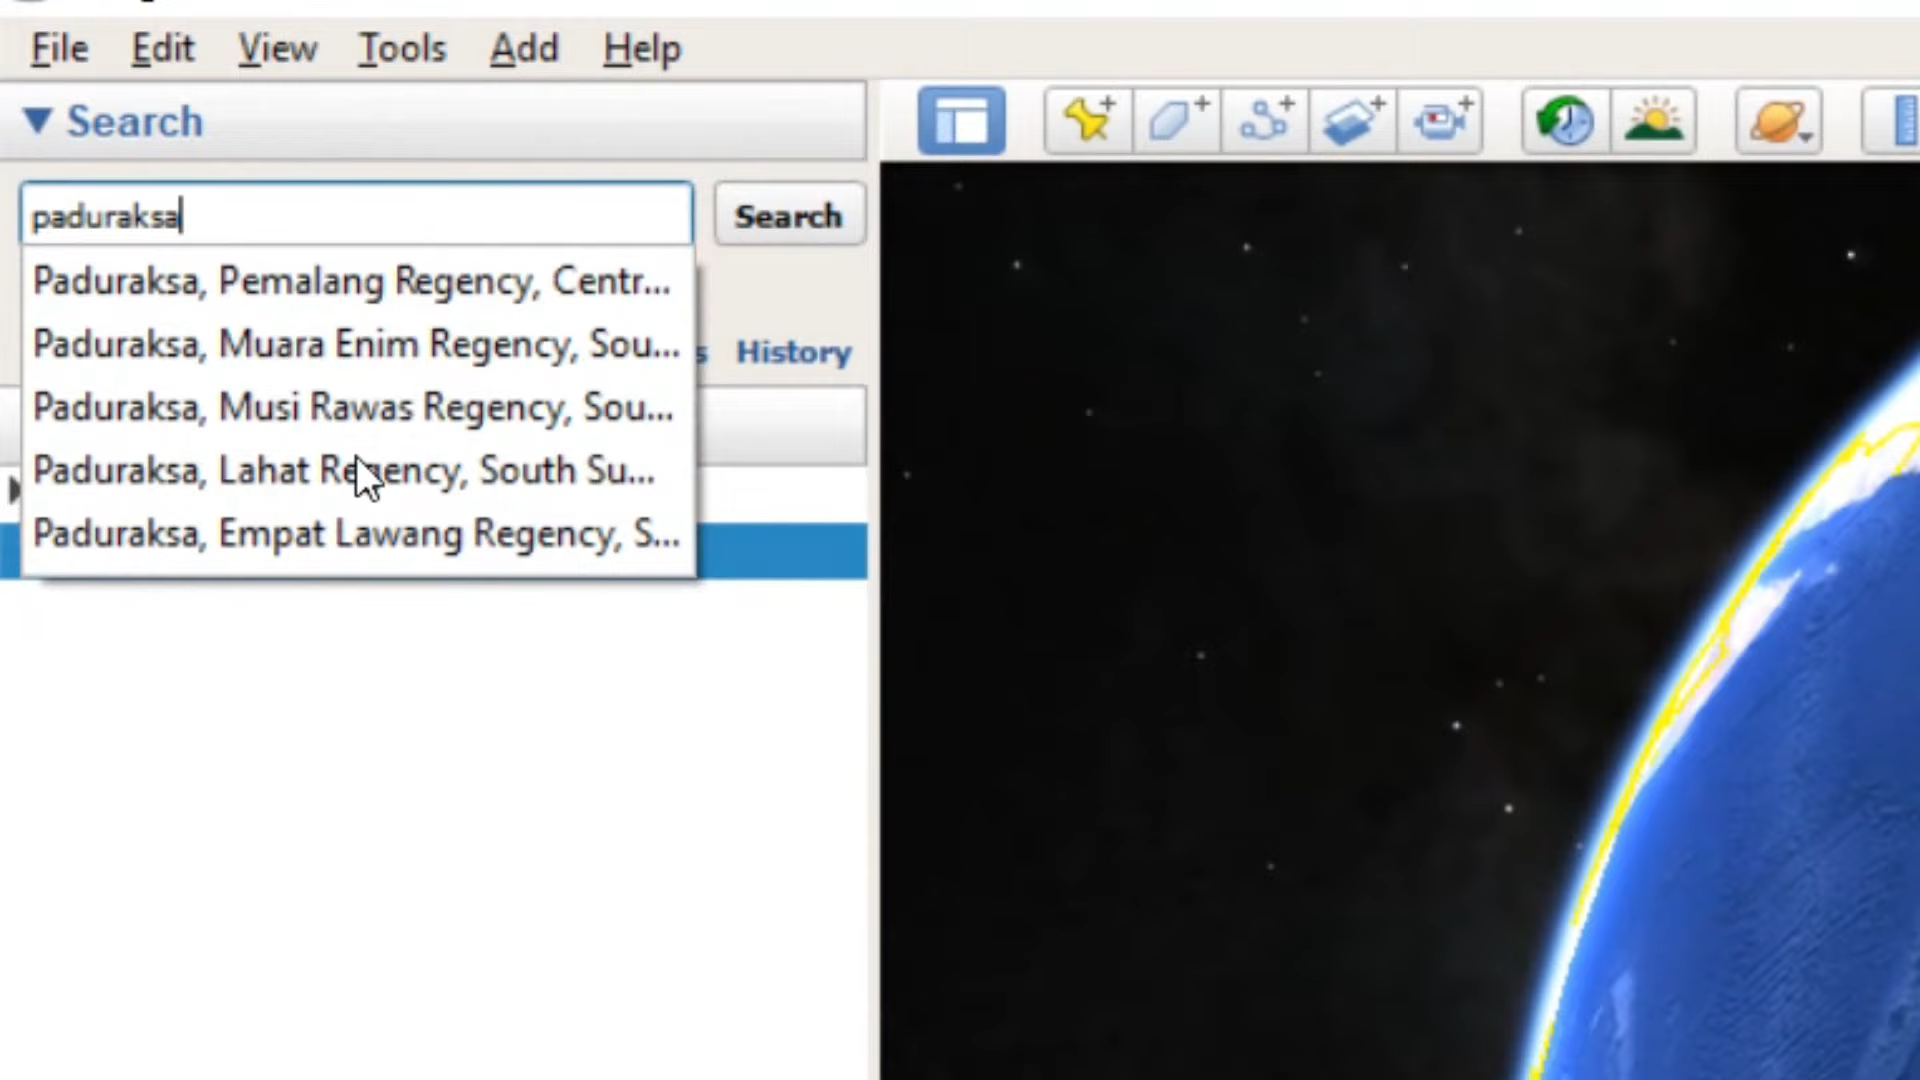 File Edit View Tools Add Help
Search
paduraksa
Search
Paduraksa, Pemalang Regency, Centr...
Paduraksa, Muara Enim Regency, Sou...
s History
Paduraksa, Musi Rawas Regency, Sou...
Paduraksa, Lahat Regency, South Su...
Paduraksa, Empat Lawang Regency, S...